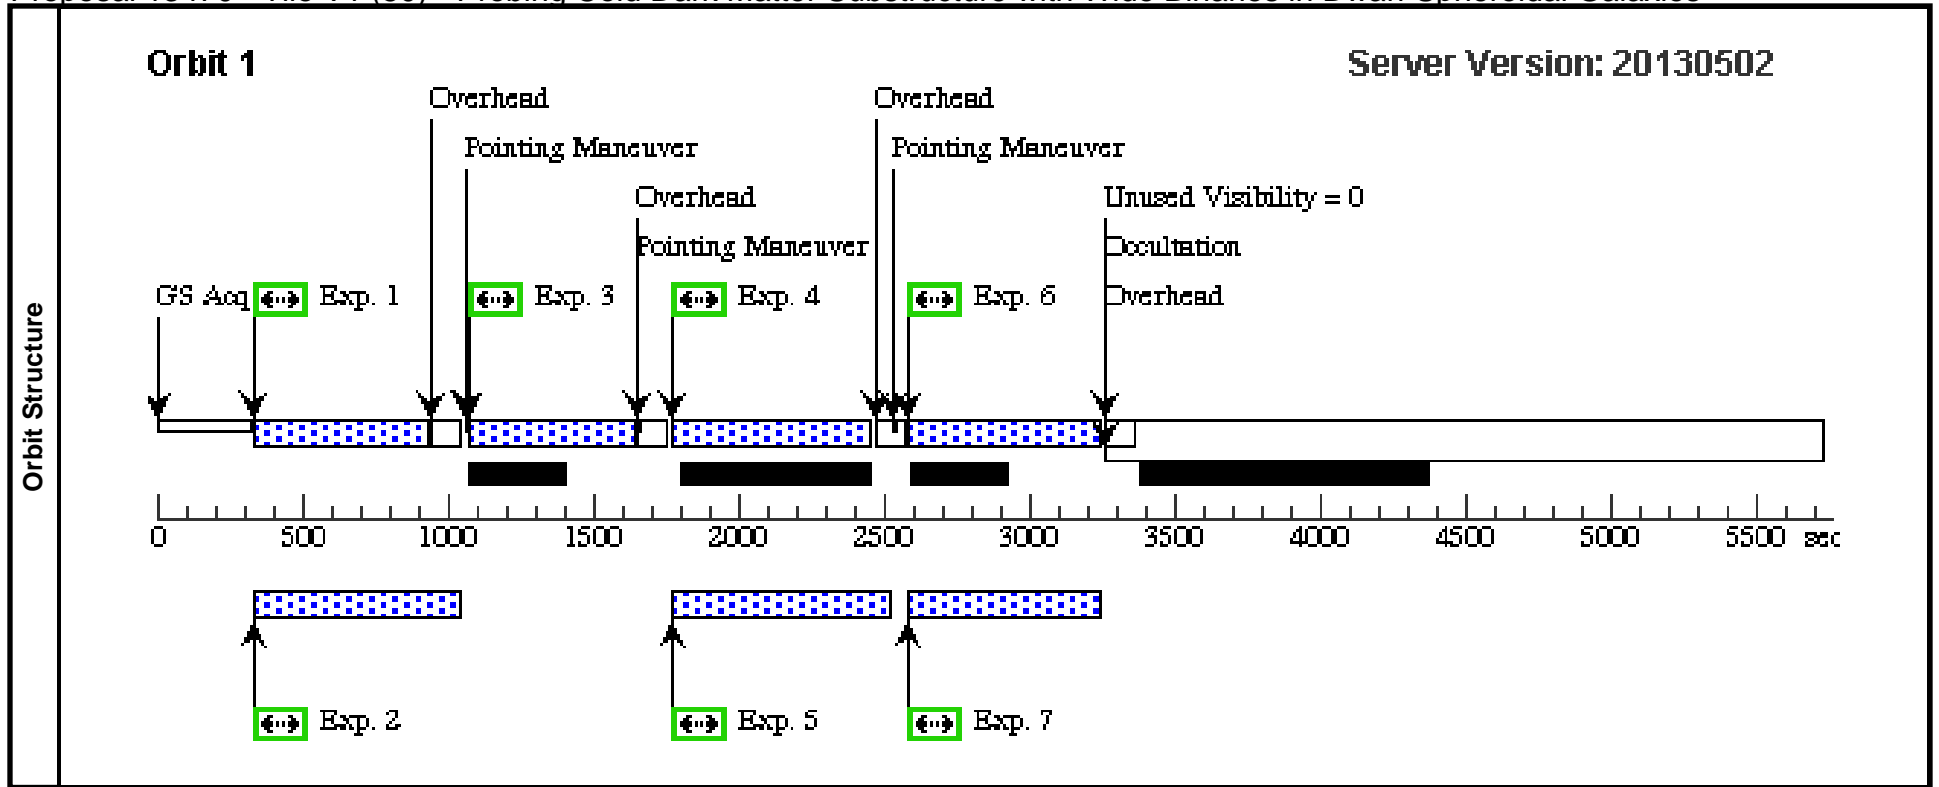 Orbit 1
Server Version: 20130502
Overhead
Overhead
Pointing Maneuver
Pointing Maneuver
Overhead
Unused Visibility = 0
Pointing Maneuver
Occultation
GS Acq
Exp. 1
Exp. 3
Exp. 4
Exp. 6
Overhead
Orbit Structure
0 500 1000 1500 2000 2500 3000 3500 4000 4500 5000 5500 sec
Exp. 2
Exp. 5
Exp. 7